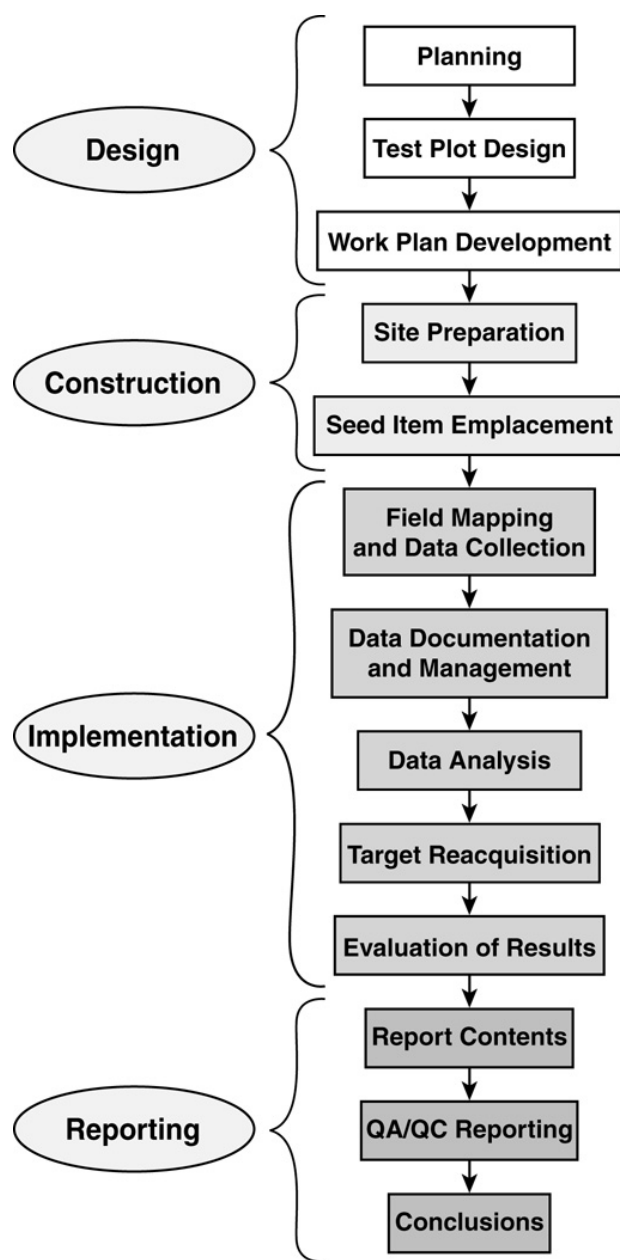 Design
Planning
Test Plot Design
Work Plan Development
Construction
Site Preparation
Seed Item Emplacement
Implementation
Field Mapping
and Data Collection
Data Documentation
and Management
Data Analysis
Target Reacquisition
Evaluation of Results
Reporting
Report Contents
QA/QC Reporting
Conclusions